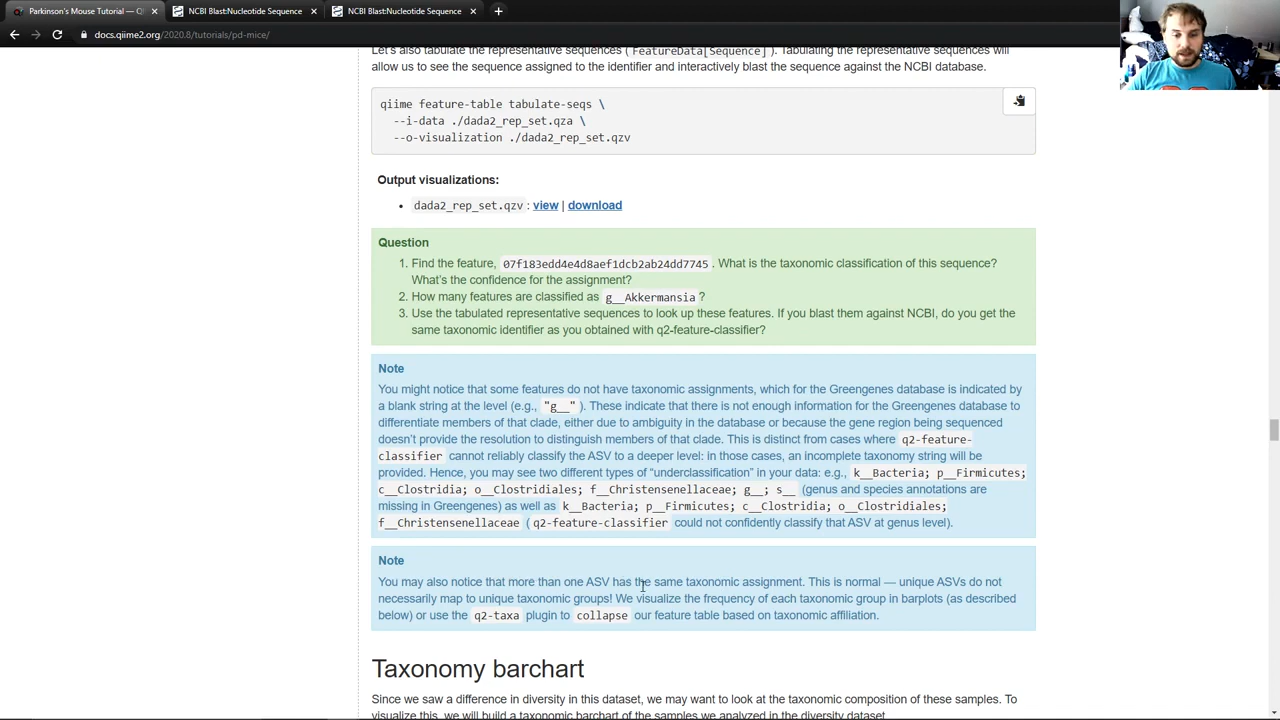 Parkinson's Mouse Tutorial — Q
NCBI Blast:Nucleotide Sequence
NCBI Blast:Nucleotide Sequence
docs.qiime2.org/2020.8/tutorials/pd-mice/
Let's also tabulate the representative sequences ( FeatureData[Sequence] ). Tabulating the representative sequences will
allow us to see the sequence assigned to the identifier and interactively blast the sequence against the NCBI database.
qiime feature-table tabulate-seqs \
--i-data ./dada2_rep_set.qza \
--o-visualization ./dada2_rep_set.qzv
Output visualizations:
• dada2_rep_set.qzv : view | download
Question
1. Find the feature, 07f183edd4e4d8aef1dcb2ab24dd7745 . What is the taxonomic classification of this sequence?
What's the confidence for the assignment?
2. How many features are classified as g__Akkermansia ?
3. Use the tabulated representative sequences to look up these features. If you blast them against NCBI, do you get the
same taxonomic identifier as you obtained with q2-feature-classifier?
Note
You might notice that some features do not have taxonomic assignments, which for the Greengenes database is indicated by
a blank string at the level (e.g., "g__" ). These indicate that there is not enough information for the Greengenes database to
differentiate members of that clade, either due to ambiguity in the database or because the gene region being sequenced
doesn't provide the resolution to distinguish members of that clade. This is distinct from cases where q2-feature-
classifier cannot reliably classify the ASV to a deeper level: in those cases, an incomplete taxonomy string will be
provided. Hence, you may see two different types of “underclassification” in your data: e.g., k__Bacteria; p__Firmicutes;
c__Clostridia; o__Clostridiales; f__Christensenellaceae; g__; s__ (genus and species annotations are
missing in Greengenes) as well as k__Bacteria; p__Firmicutes; c__Clostridia; o__Clostridiales;
f__Christensenellaceae ( q2-feature-classifier could not confidently classify that ASV at genus level).
Note
You may also notice that more than one ASV has the same taxonomic assignment. This is normal — unique ASVs do not
necessarily map to unique taxonomic groups! We visualize the frequency of each taxonomic group in barplots (as described
below) or use the q2-taxa plugin to collapse our feature table based on taxonomic affiliation.
Taxonomy barchart
Since we saw a difference in diversity in this dataset, we may want to look at the taxonomic composition of these samples. To
visualize this, we will build a taxonomic barchart of the samples we analyzed in the diversity dataset.